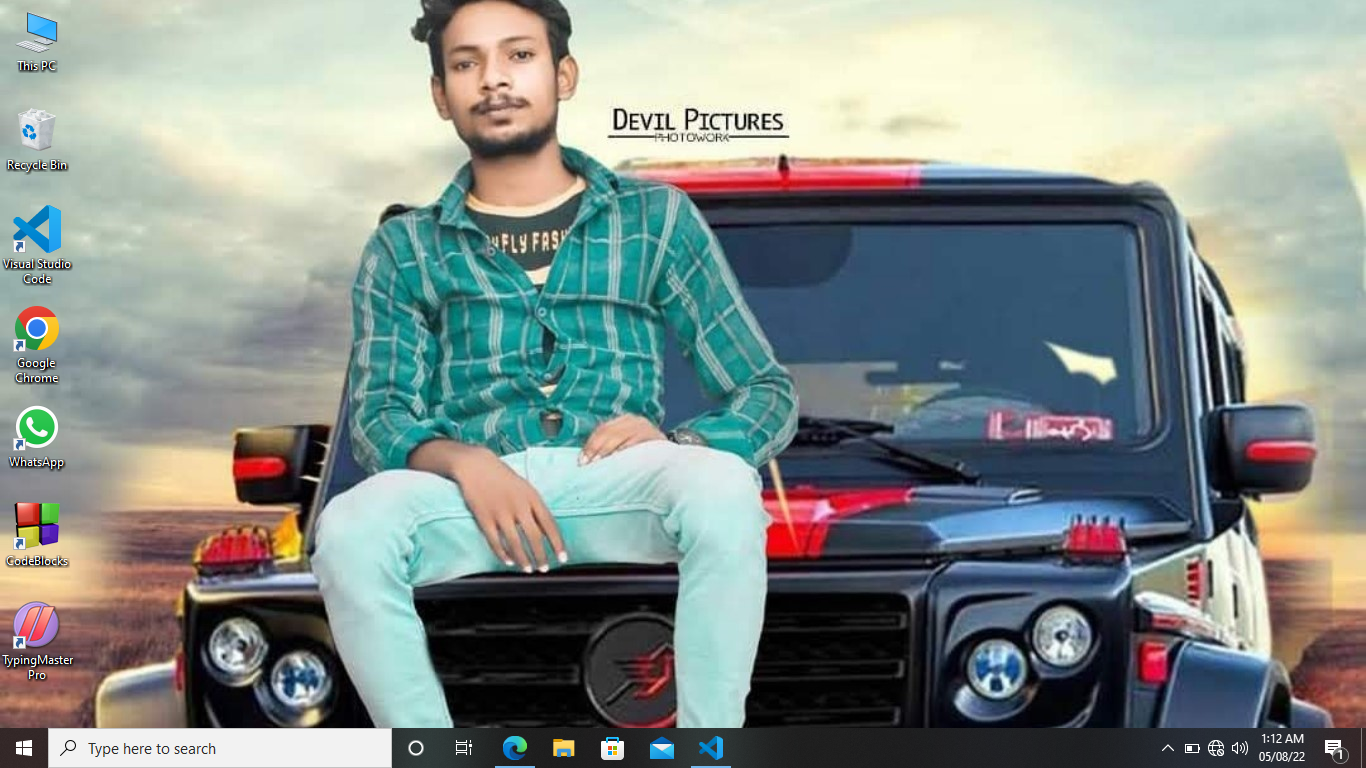 This PC
Recycle Bin
Visual Studio
Code
Google
Chrome
WhatsApp
CodeBlocks
TypingMaster
Pro
DEVIL PICTURES
PHOTOWORK
FLY FASH
Type here to search
1:12 AM
05/08/22
1